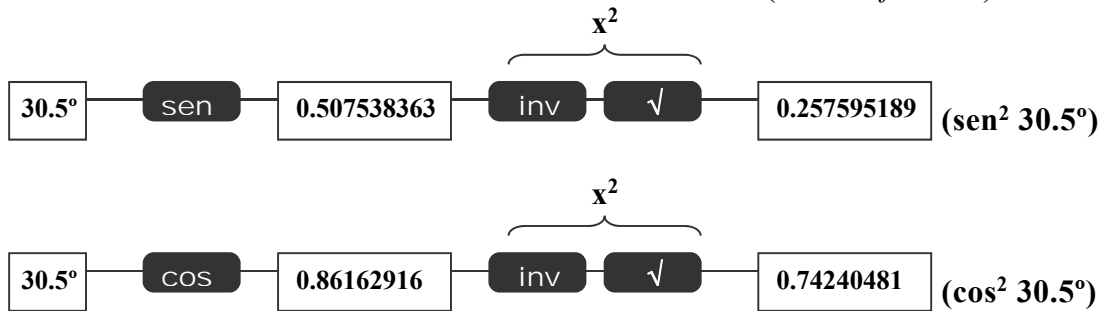 x²
30.5º sen 0.507538363 inv √ 0.257595189 (sen² 30.5º)
x²
30.5º cos 0.86162916 inv √ 0.74240481 (cos² 30.5º)